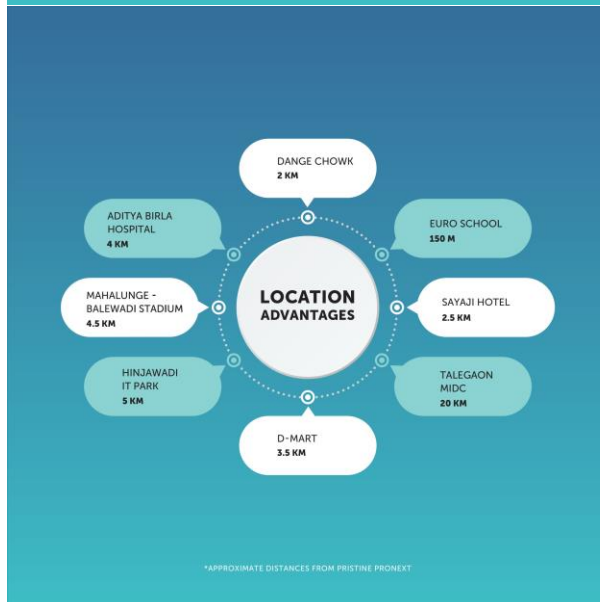 DANGE CHOWK
2 KM
ADITYA BIRLA
HOSPITAL
4 KM
EURO SCHOOL
150 M
MAHALUNGE -
BALEWADI STADIUM
4.5 KM
LOCATION
ADVANTAGES
SAYAJI HOTEL
2.5 KM
HINJAWADI
IT PARK
5 KM
TALEGAON
MIDC
20 KM
D-MART
3.5 KM
*APPROXIMATE DISTANCES FROM PRISTINE PRONEXT